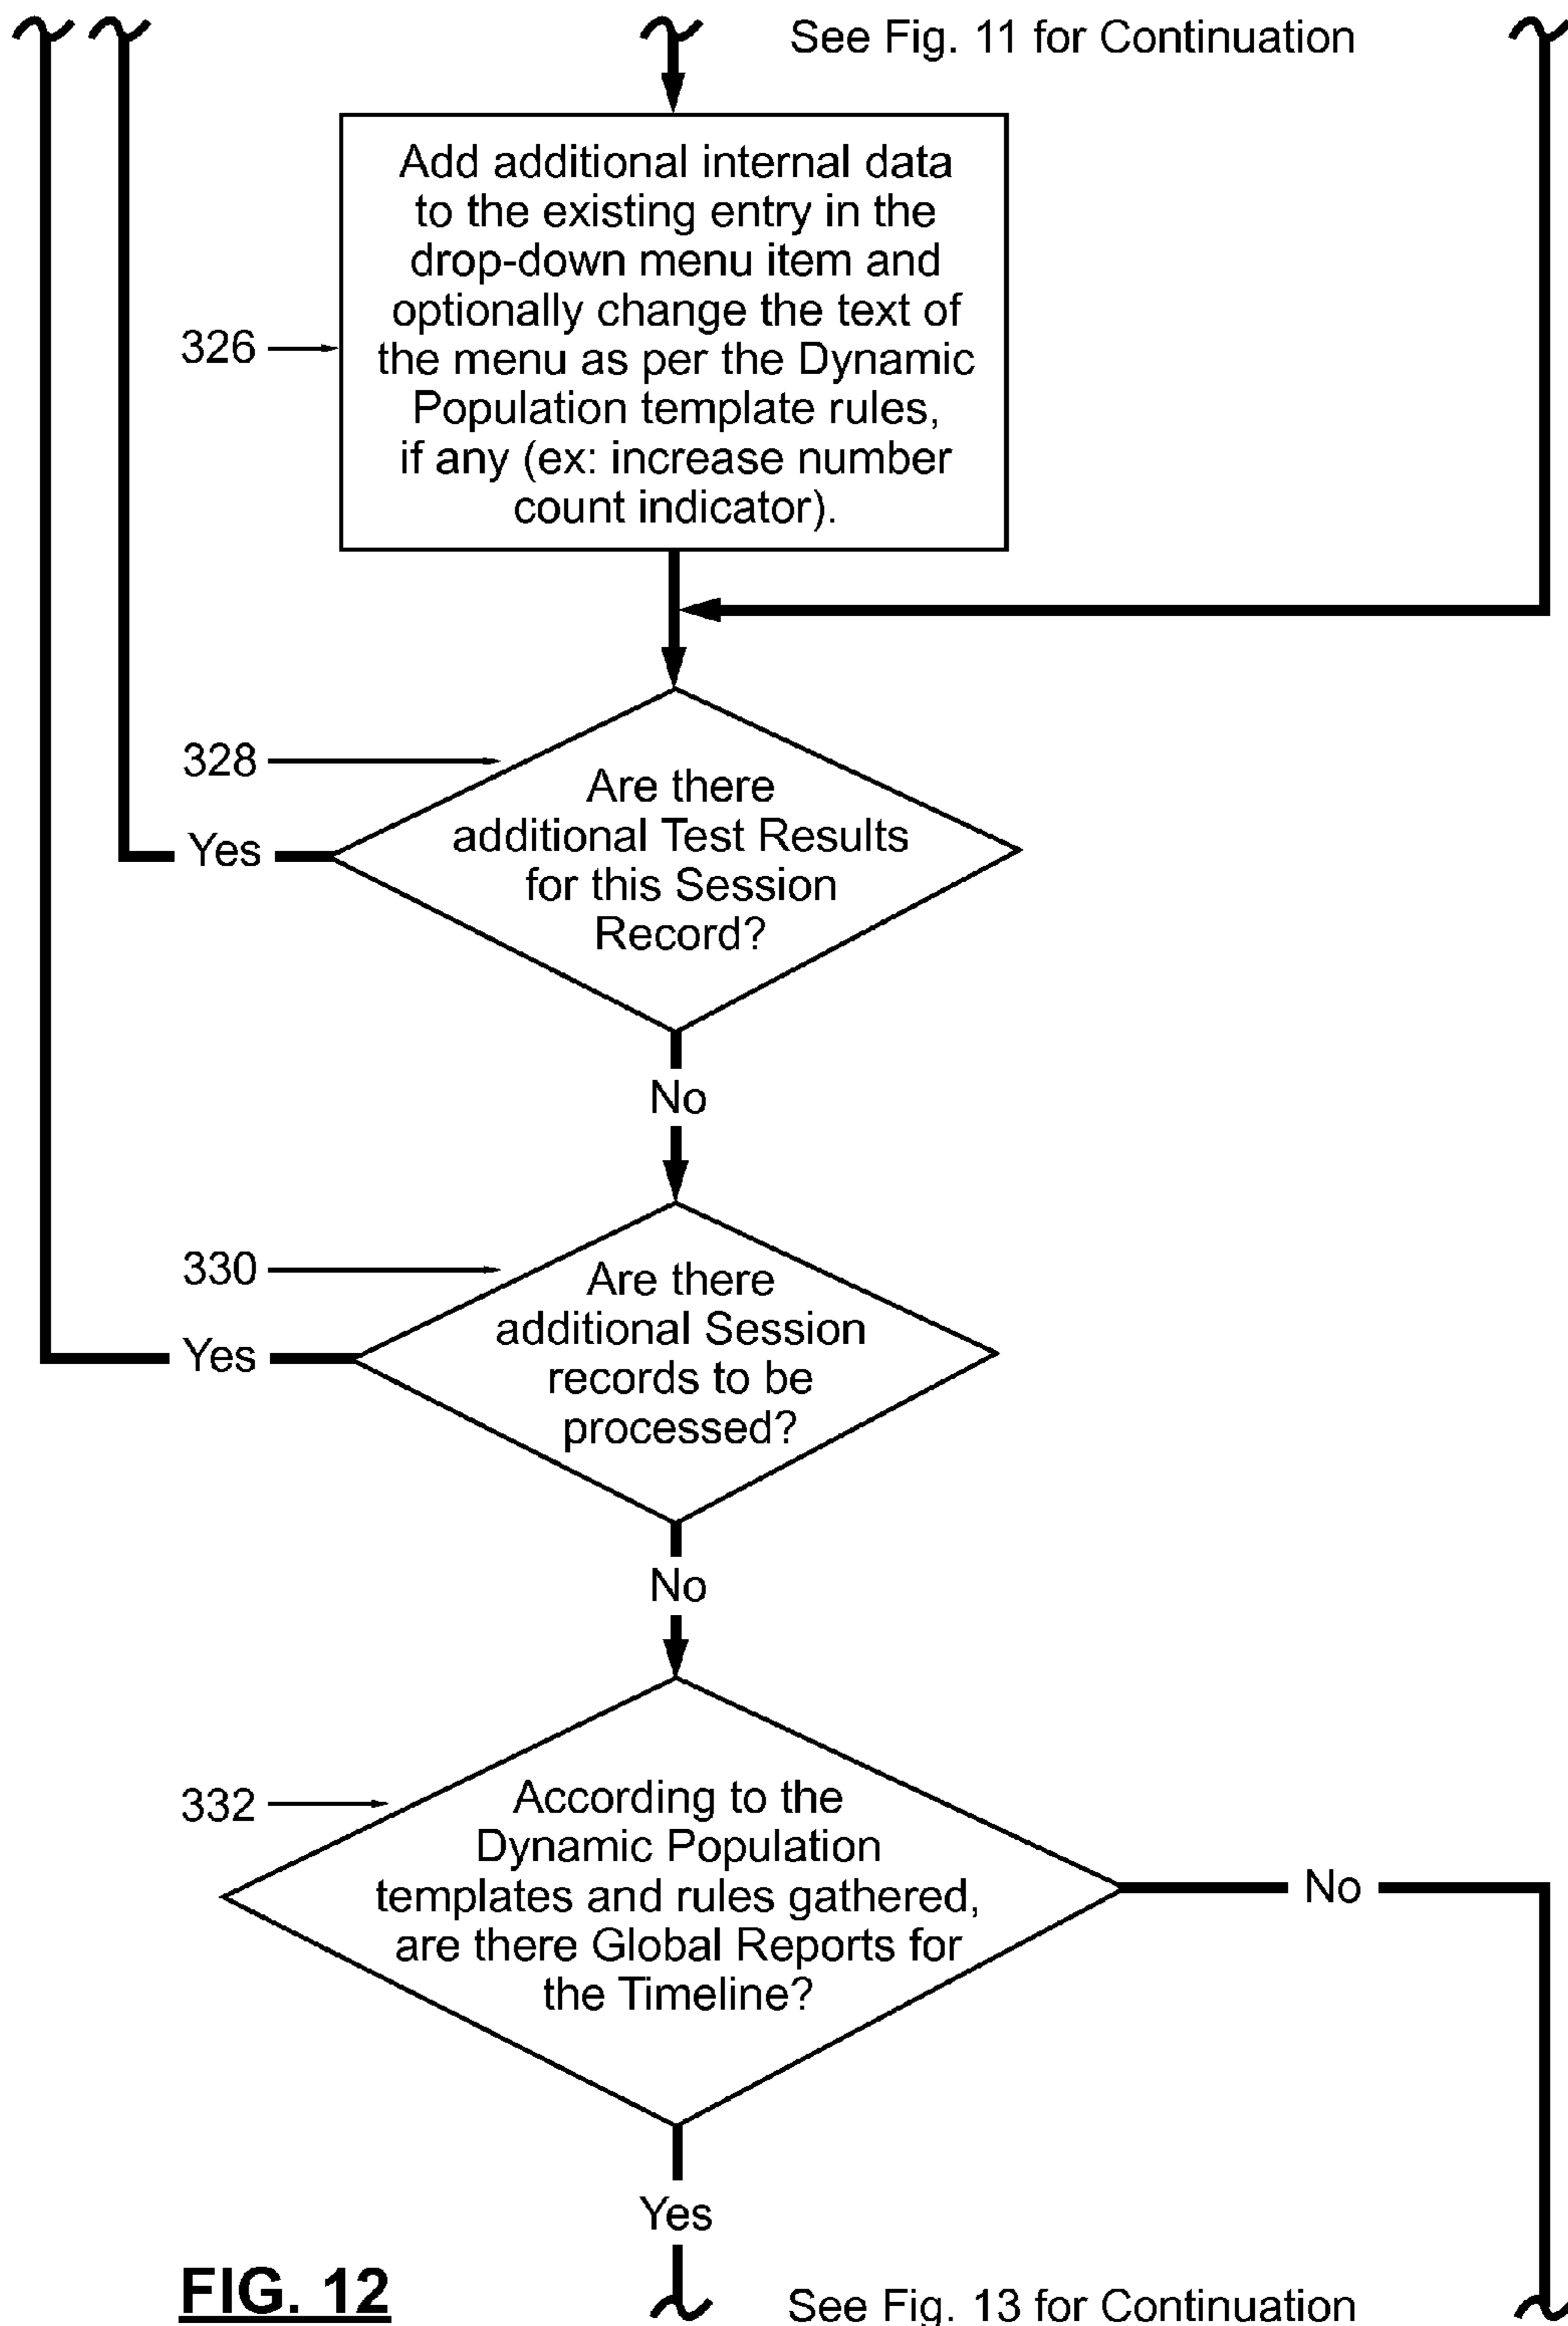 See Fig. 11 for Continuation
Add additional internal data
to the existing entry in the
drop-down menu item and
optionally change the text of
the menu as per the Dynamic
Population template rules,
if any (ex: increase number
count indicator).
326
328
Are there
additional Test Results
for this Session
Record?
Yes
No
330
Are there
additional Session
records to be
processed?
Yes
No
332
According to the
Dynamic Population
templates and rules gathered,
are there Global Reports for
the Timeline?
No
Yes
FIG. 12
See Fig. 13 for Continuation